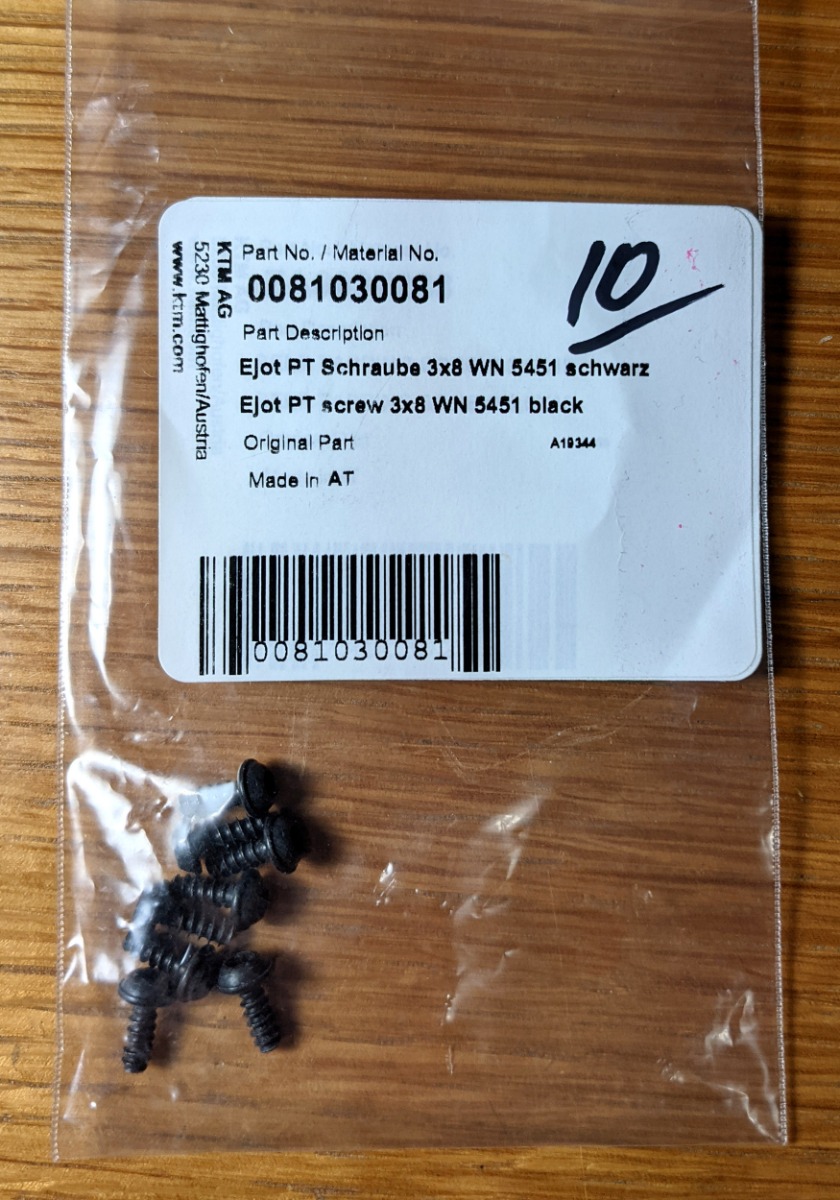 KTM AG
5230 Mattighofen/Austria
www.ktm.com
Part No. / Material No.
0081030081
10
Part Description
Ejot PT Schraube 3x8 WN 5451 schwarz
Ejot PT screw 3x8 WN 5451 black
Original Part
A19344
Made in AT
0081030081